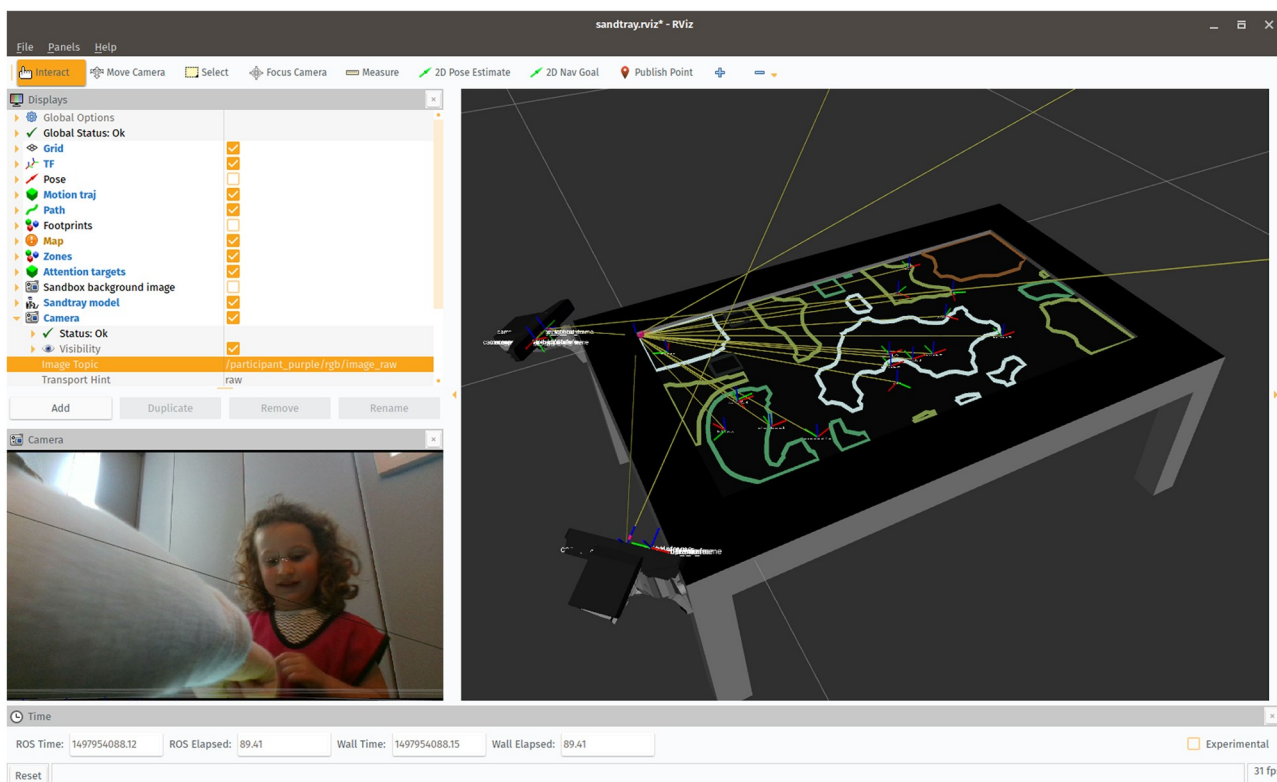 sandtray.rviz* - RViz
File Panels Help
Interact Move Camera Select Focus Camera Measure 2D Pose Estimate 2D Nav Goal Publish Point
Displays
Global Options
Global Status: Ok
Grid
TF
Pose
Motion traj
Path
Footprints
Map
Zones
Attention targets
Sandbox background image
Sandtray model
Camera
Status: Ok
Visibility
Image Topic /participant_purple/rgb/image_raw
Transport Hint raw
Add Duplicate Remove Rename
Camera
Time
ROS Time: 1497954088.12 ROS Elapsed: 89.41 Wall Time: 1497954088.15 Wall Elapsed: 89.41 Experimental
Reset 31 fp